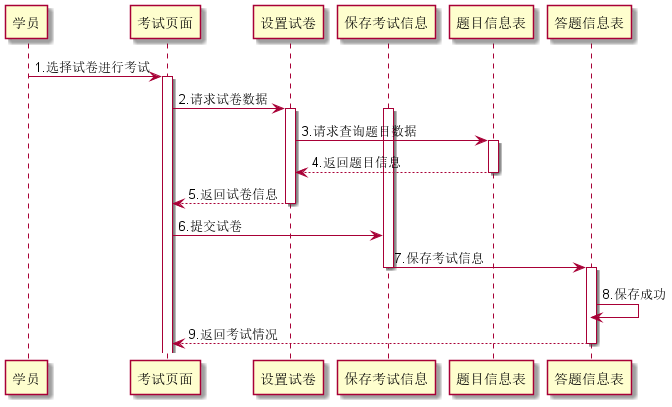 学员 考试页面 设置试卷 保存考试信息 题目信息表 答题信息表
1.选择试卷进行考试
2.请求试卷数据
3.请求查询题目数据
4.返回题目信息
5.返回试卷信息
6.提交试卷
7.保存考试信息
8.保存成功
9.返回考试情况
学员 考试页面 设置试卷 保存考试信息 题目信息表 答题信息表